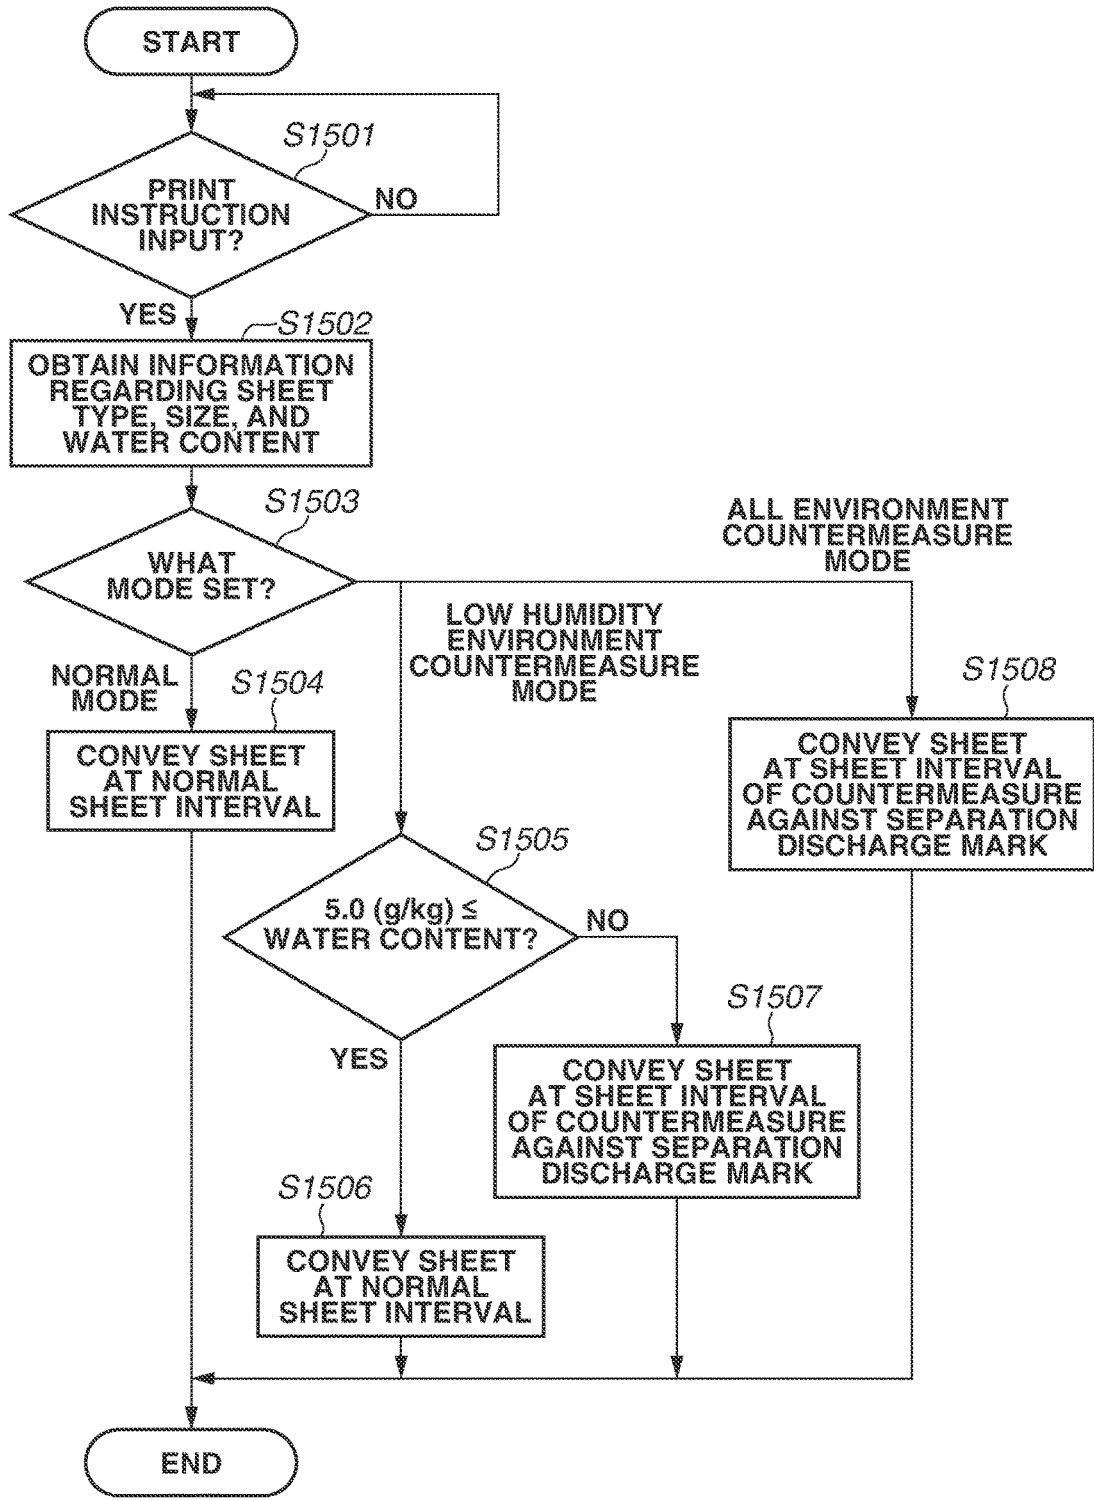 START
S1501
PRINT
INSTRUCTION
INPUT?
NO
YES
S1502
OBTAIN INFORMATION
REGARDING SHEET
TYPE, SIZE, AND
WATER CONTENT
S1503
WHAT
MODE SET?
ALL ENVIRONMENT
COUNTERMEASURE
MODE
LOW HUMIDITY
ENVIRONMENT
COUNTERMEASURE
MODE
NORMAL
MODE
S1504
CONVEY SHEET
AT NORMAL
SHEET INTERVAL
S1508
CONVEY SHEET
AT SHEET INTERVAL
OF COUNTERMEASURE
AGAINST SEPARATION
DISCHARGE MARK
S1505
5.0 (g/kg) ≤
WATER CONTENT?
NO
YES
S1507
CONVEY SHEET
AT SHEET INTERVAL
OF COUNTERMEASURE
AGAINST SEPARATION
DISCHARGE MARK
S1506
CONVEY SHEET
AT NORMAL
SHEET INTERVAL
END